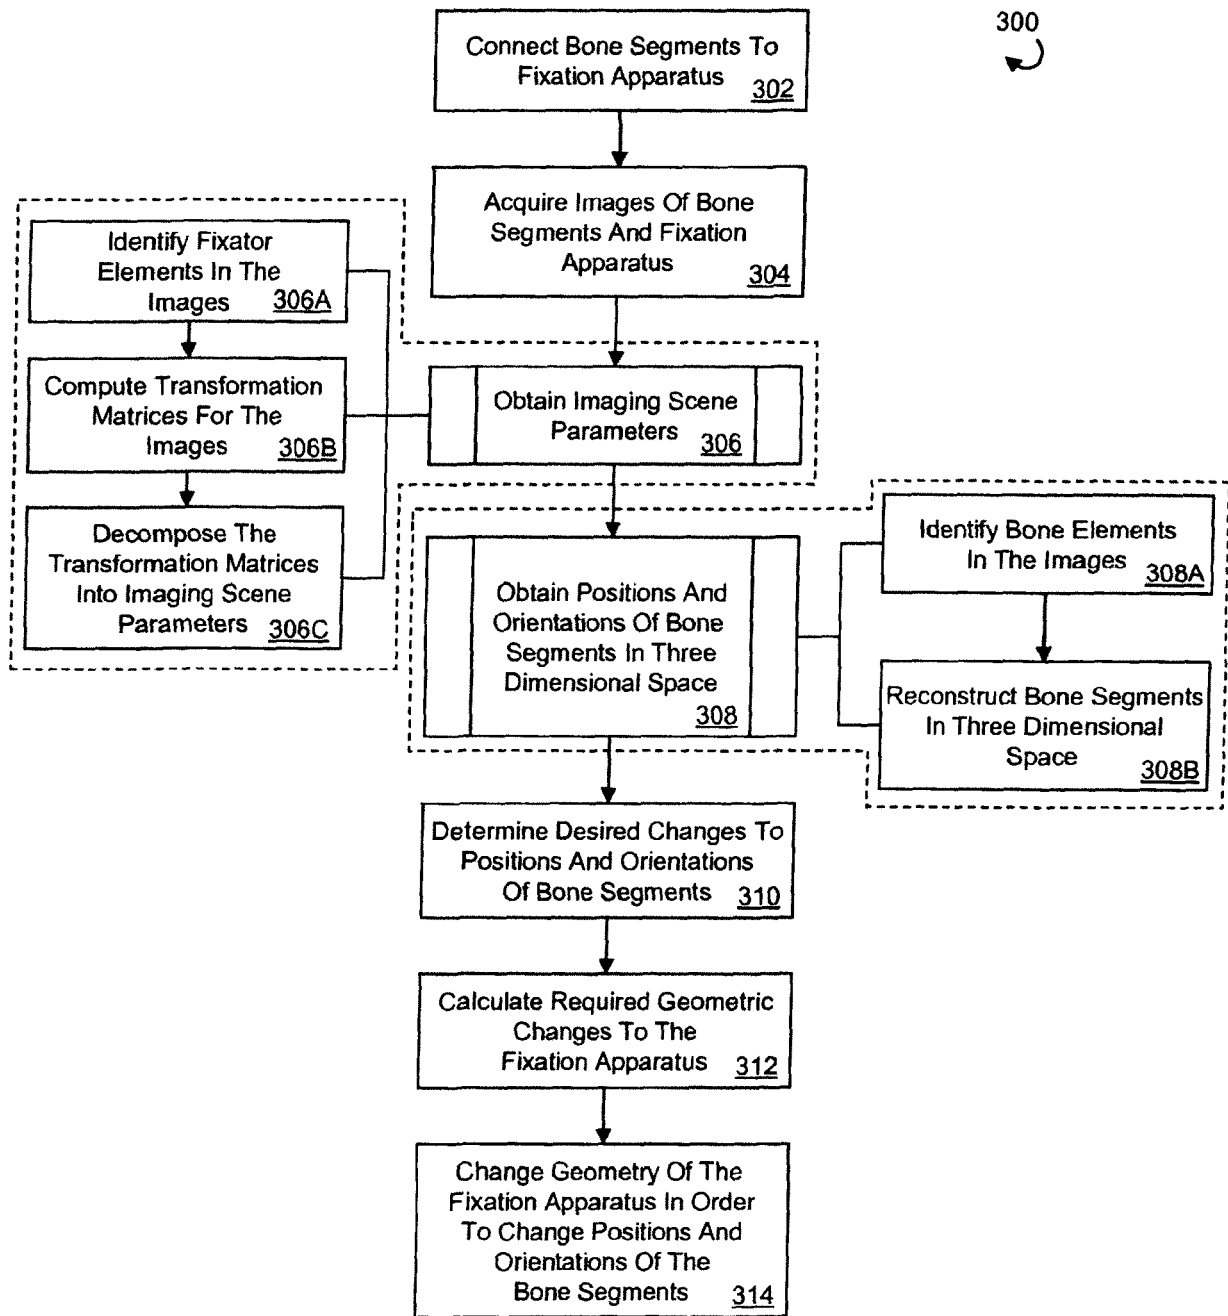 300
Connect Bone Segments To
Fixation Apparatus
302
Acquire Images Of Bone
Segments And Fixation
Apparatus
304
Identify Fixator
Elements In The
Images
306A
Compute Transformation
Matrices For The
Images
306B
Decompose The
Transformation Matrices
Into Imaging Scene
Parameters
306C
Obtain Imaging Scene
Parameters
306
Obtain Positions And
Orientations Of Bone
Segments In Three
Dimensional Space
308
Identify Bone Elements
In The Images
308A
Reconstruct Bone Segments
In Three Dimensional
Space
308B
Determine Desired Changes To
Positions And Orientations
Of Bone Segments
310
Calculate Required Geometric
Changes To The
Fixation Apparatus
312
Change Geometry Of The
Fixation Apparatus In Order
To Change Positions And
Orientations Of The
Bone Segments
314